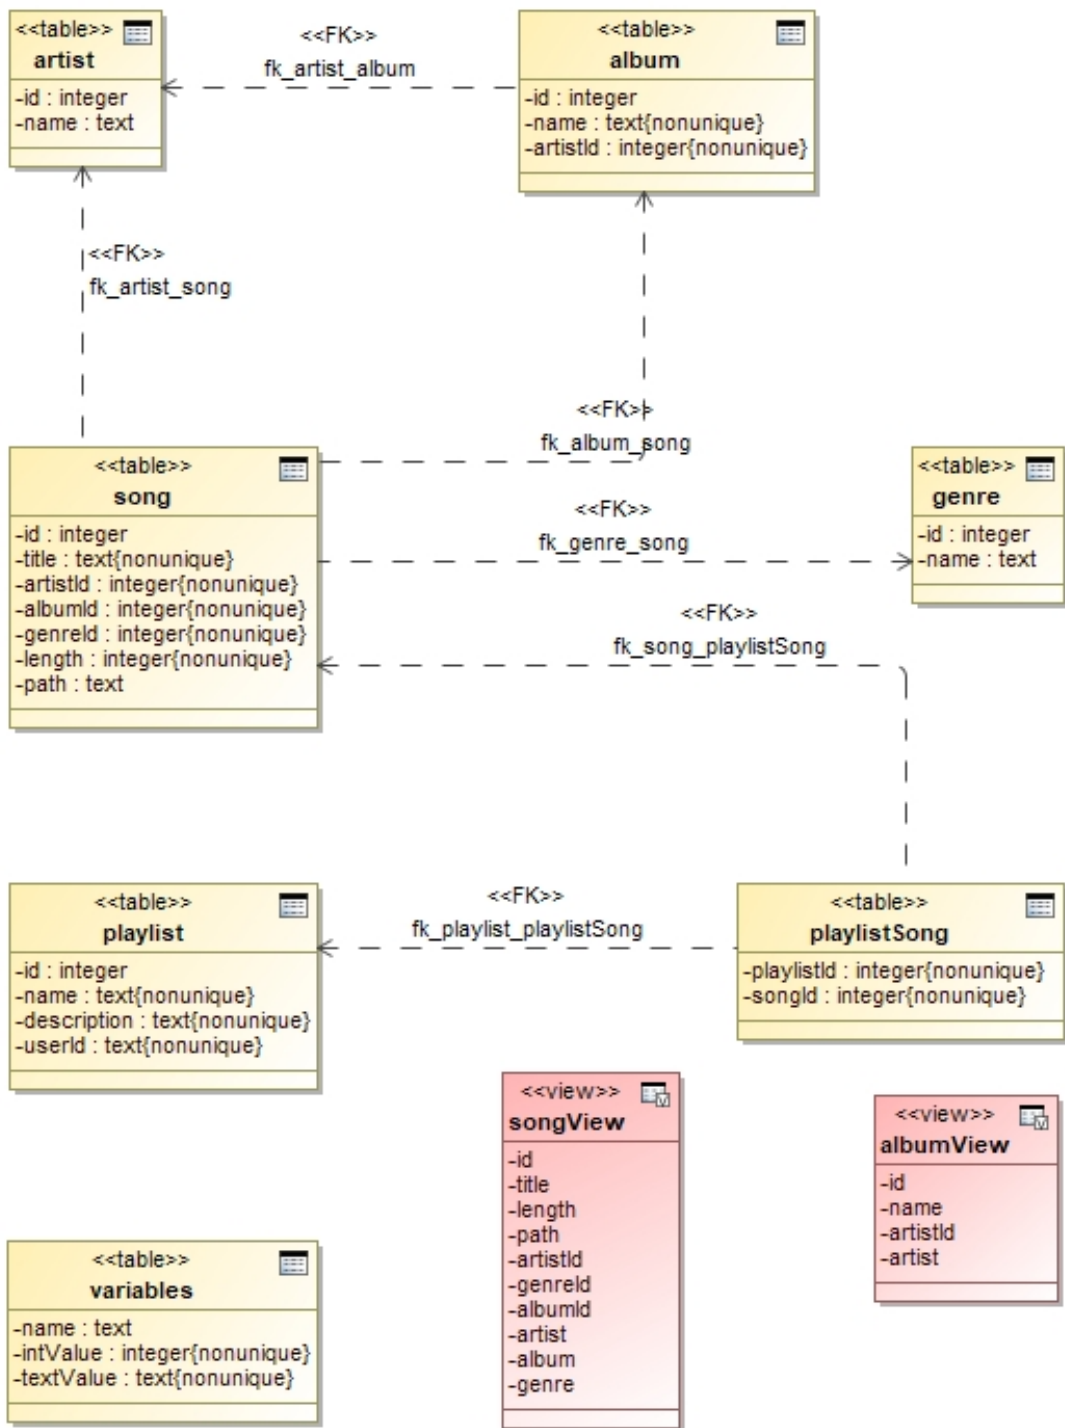 <<table>>
artist
-id : integer
-name : text
<<FK>>
fk_artist_album
<<table>>
album
-id : integer
-name : text{nonunique}
-artistId : integer{nonunique}
<<FK>>
fk_artist_song
<<FK>>
fk_album_song
<<table>>
song
-id : integer
-title : text{nonunique}
-artistId : integer{nonunique}
-albumId : integer{nonunique}
-genreId : integer{nonunique}
-length : integer{nonunique}
-path : text
<<FK>>
fk_genre_song
<<table>>
genre
-id : integer
-name : text
<<FK>>
fk_song_playlistSong
<<table>>
playlist
-id : integer
-name : text{nonunique}
-description : text{nonunique}
-userId : text{nonunique}
<<FK>>
fk_playlist_playlistSong
<<table>>
playlistSong
-playlistId : integer{nonunique}
-songId : integer{nonunique}
<<view>>
songView
-id
-title
-length
-path
-artistId
-genreId
-albumId
-artist
-album
-genre
<<view>>
albumView
-id
-name
-artistId
-artist
<<table>>
variables
-name : text
-intValue : integer{nonunique}
-textValue : text{nonunique}